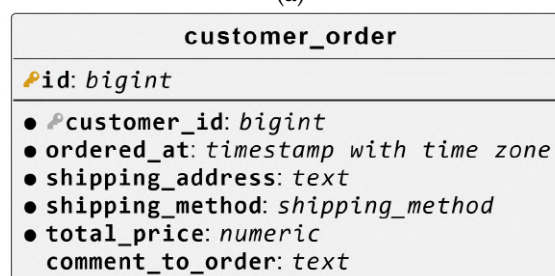 (a)
customer_order
id: bigint
● customer_id: bigint
● ordered_at: timestamp with time zone
● shipping_address: text
● shipping_method: shipping_method
● total_price: numeric
comment_to_order: text